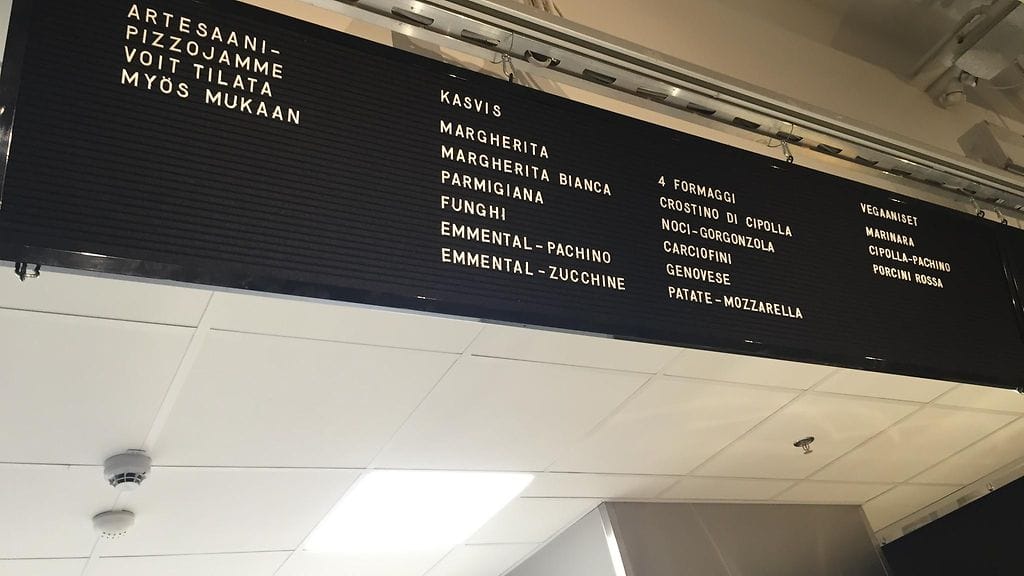 ARTESAANI-
PIZZOJAMME
VOIT TILATA
MYÖS MUKAAN
KASVIS
MARGHERITA
MARGHERITA BIANCA
PARMIGIANA
FUNGHI
EMMENTAL-PACHINO
EMMENTAL-ZUCCHINE
4 FORMAGGI
CROSTINO DI CIPOLLA
NOCI-GORGONZOLA
CARCIOFINI
GENOVESE
PATATE-MOZZARELLA
VEGAANISET
MARINARA
CIPOLLA-PACHINO
PORCINI ROSSA